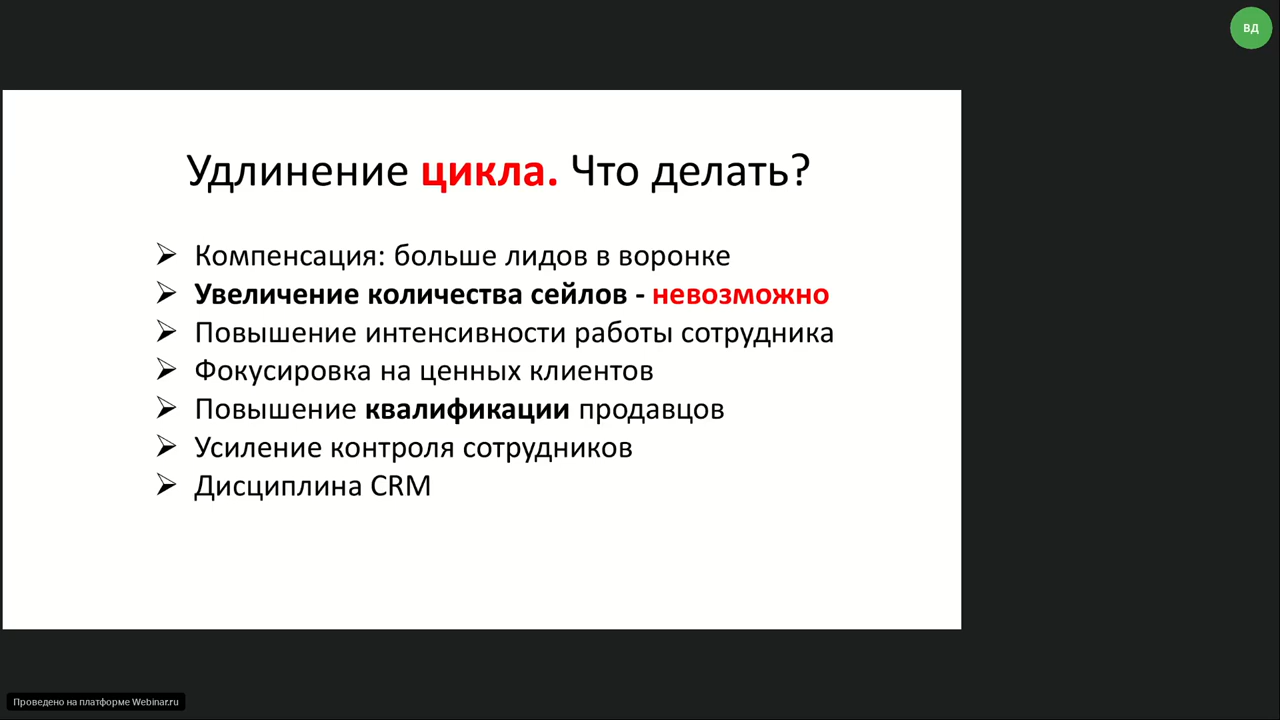 ВД
Удлинение цикла. Что делать?
➢ Компенсация: больше лидов в воронке
➢ Увеличение количества сейлов - невозможно
➢ Повышение интенсивности работы сотрудника
➢ Фокусировка на ценных клиентов
➢ Повышение квалификации продавцов
➢ Усиление контроля сотрудников
➢ Дисциплина CRM
Проведено на платформе Webinar.ru